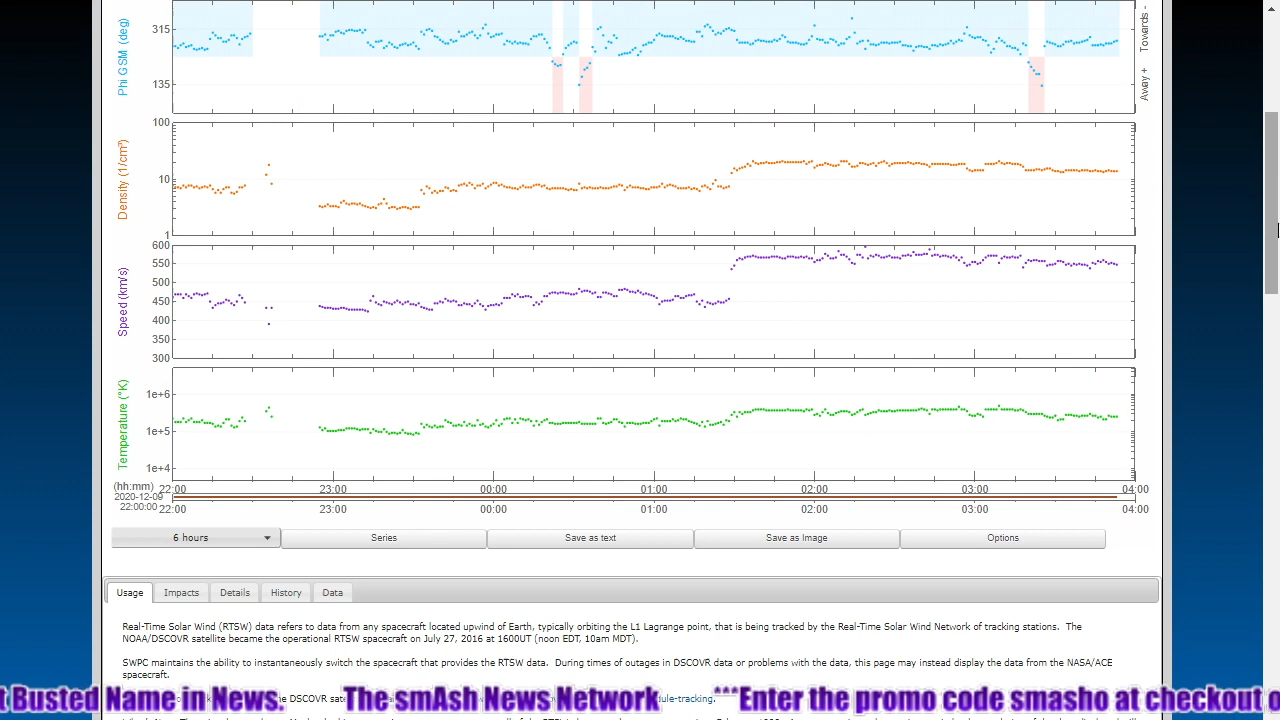 315
135
Phi GSM (deg)
Towards -
Away +
100
10
1
Density (1/cm³)
600
550
500
450
400
350
300
Speed (km/s)
1e+6
1e+5
1e+4
Temperature (°K)
(hh:mm) 22:00 23:00 00:00 01:00 02:00 03:00 04:00
2020-12-09
22:00:00 22:00 23:00 00:00 01:00 02:00 03:00 04:00
6 hours Series Save as text Save as Image Options
Usage Impacts Details History Data
Real-Time Solar Wind (RTSW) data refers to data from any spacecraft located upwind of Earth, typically orbiting the L1 Lagrange point, that is being tracked by the Real-Time Solar Wind Network of tracking stations. The
NOAA/DSCOVR satellite became the operational RTSW spacecraft on July 27, 2016 at 1600UT (noon EDT, 10am MDT).
SWPC maintains the ability to instantaneously switch the spacecraft that provides the RTSW data. During times of outages in DSCOVR data or problems with the data, this page may instead display the data from the NASA/ACE
spacecraft.
e DSCOVR sate dule-tracking.
t Busted Name in News. The smAsh News Network ***Enter the promo code smasho at checkout o